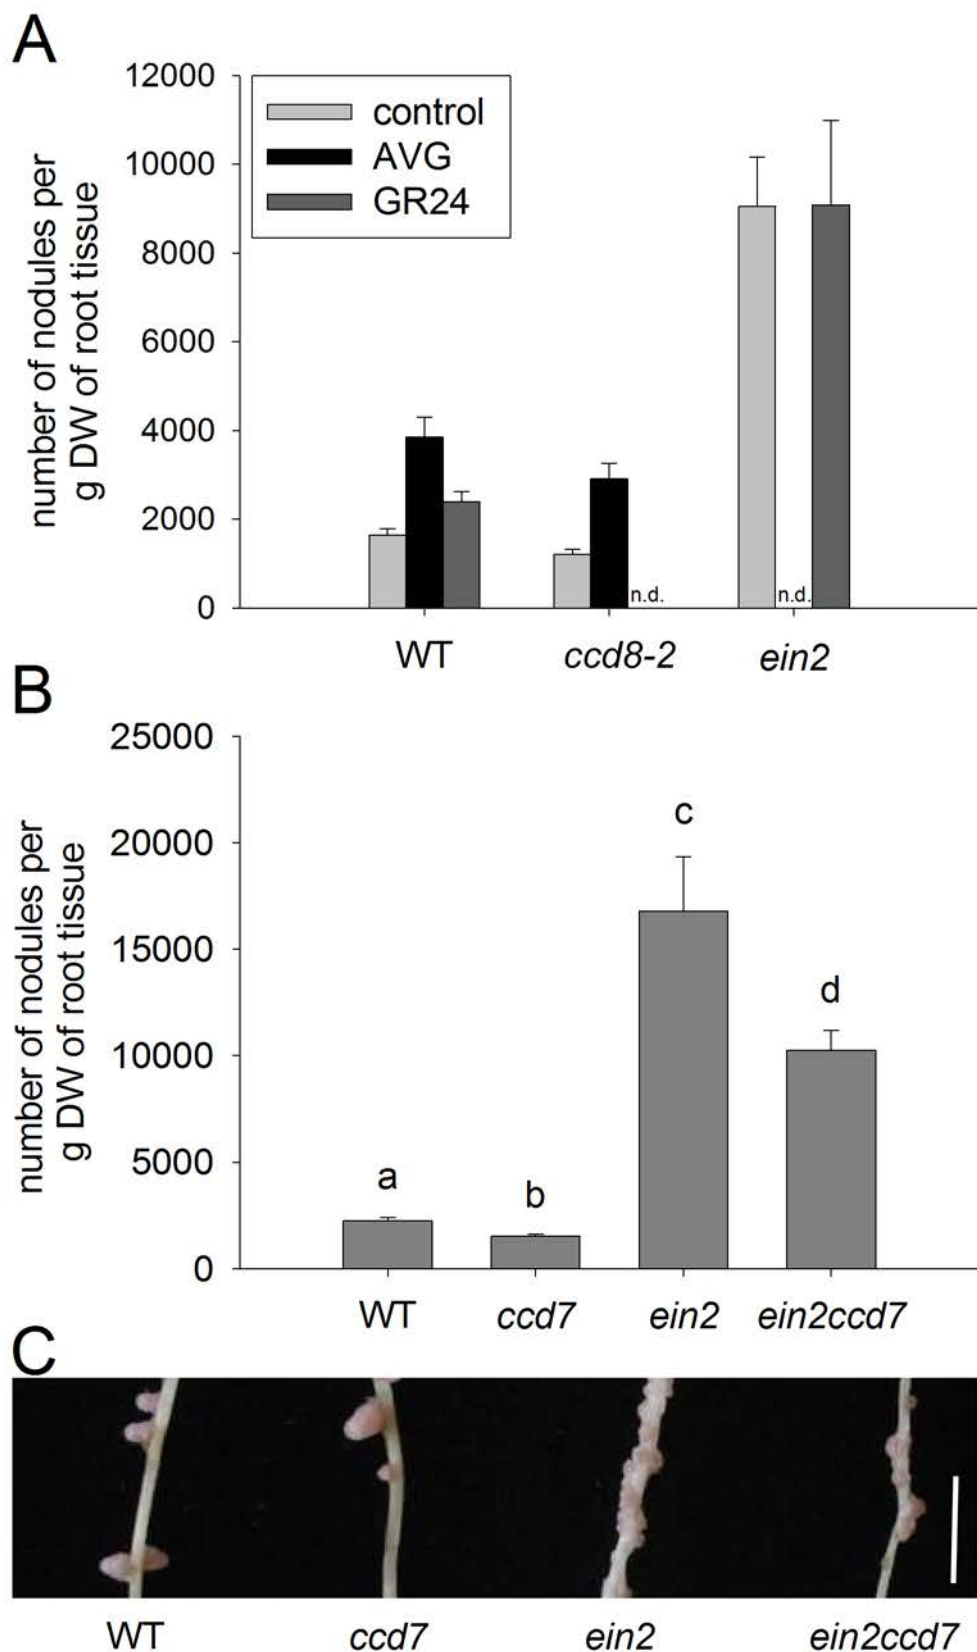 A
number of nodules per
g DW of root tissue
12000
10000
8000
6000
4000
2000
0
control
AVG
GR24
n.d.
n.d.
WT ccd8-2 ein2
B
number of nodules per
g DW of root tissue
25000
20000
15000
10000
5000
0
a
b
c
d
WT ccd7 ein2 ein2ccd7
C
WT ccd7 ein2 ein2ccd7